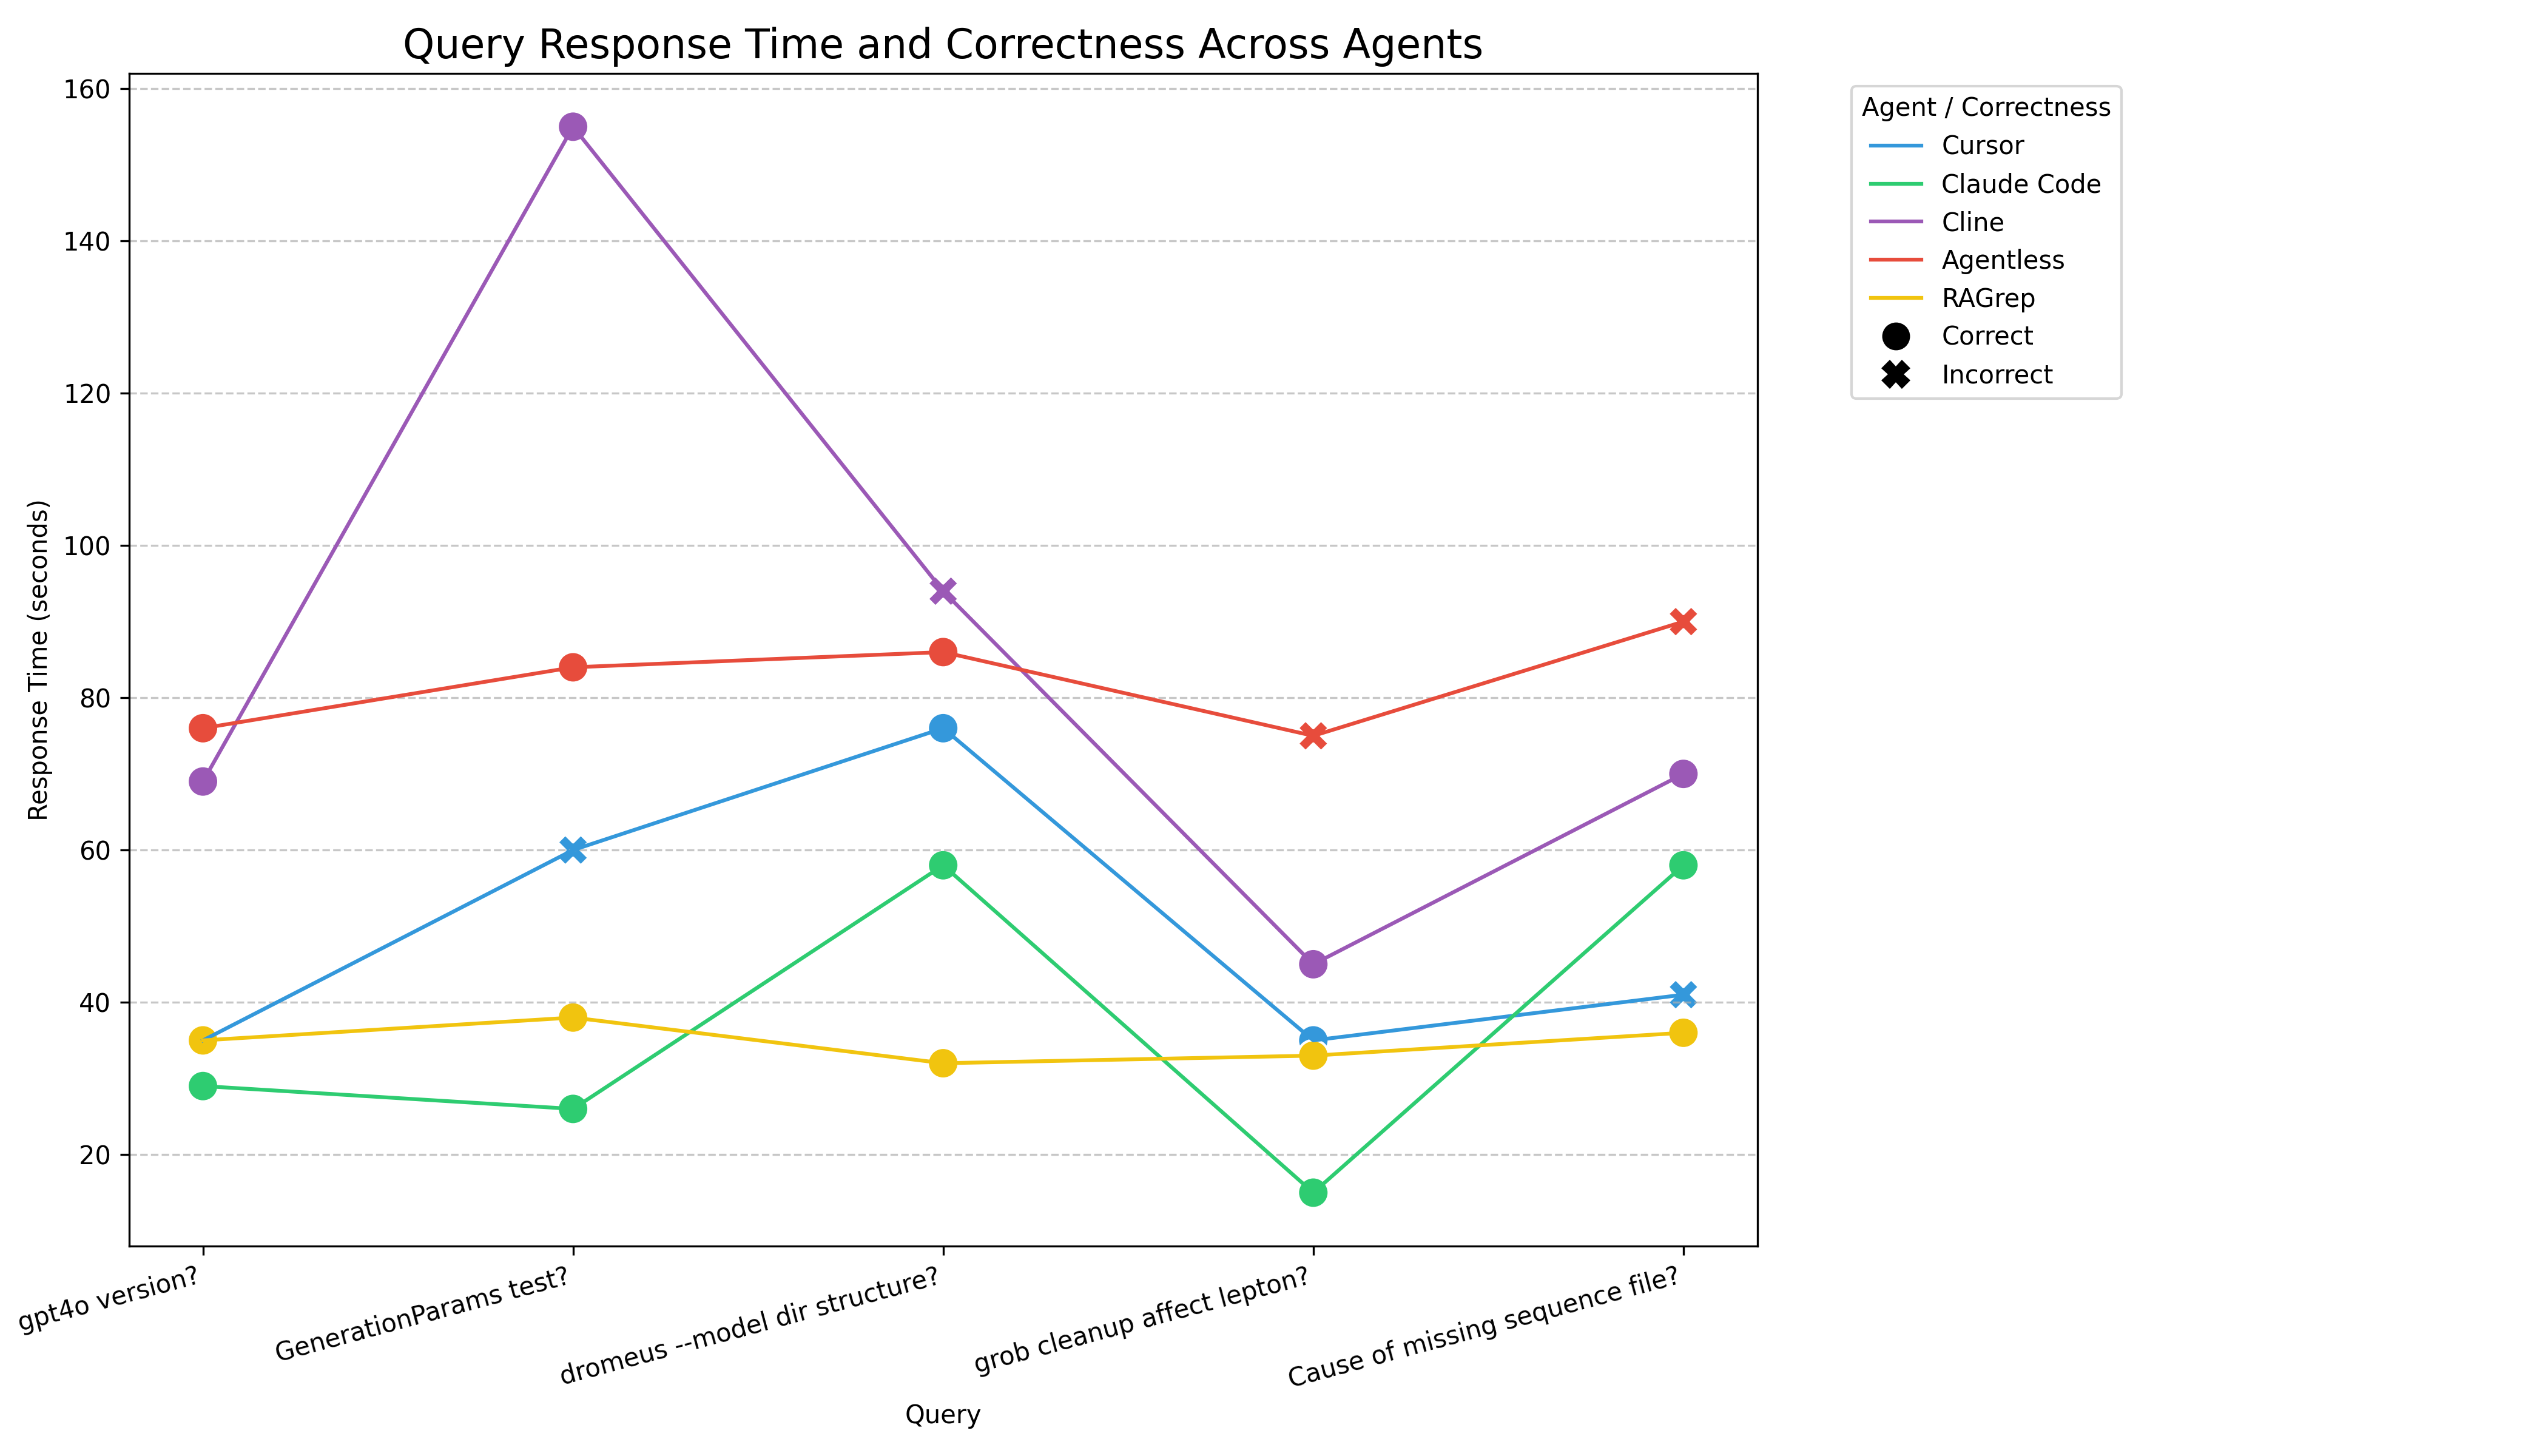 Query Response Time and Correctness Across Agents
Response Time (seconds)
160
140
120
100
80
60
40
20
gpt4o version?
GenerationParams test?
dromeus --model dir structure?
grob cleanup affect lepton?
Cause of missing sequence file?
Query
Agent / Correctness
Cursor
Claude Code
Cline
Agentless
RAGrep
Correct
Incorrect